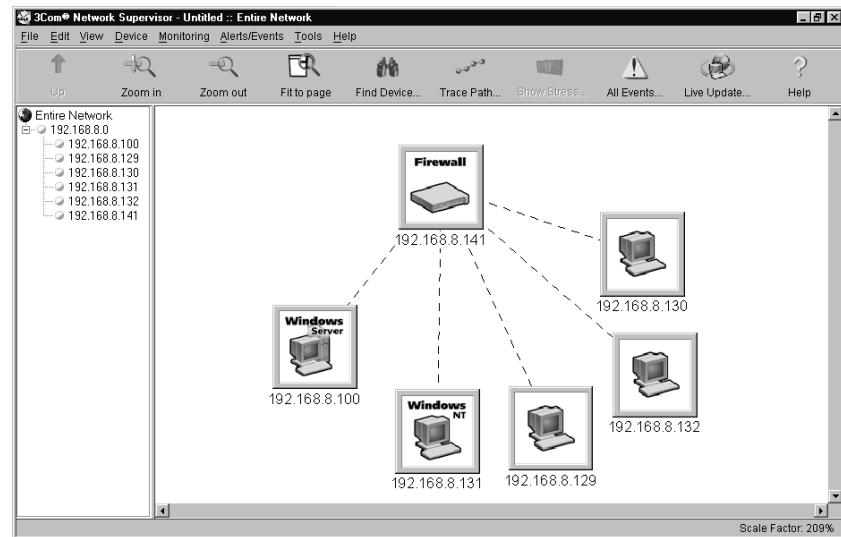 3Com® Network Supervisor - Untitled :: Entire Network
File Edit View Device Monitoring Alerts/Events Tools Help
Up Zoom in Zoom out Fit to page Find Device... Trace Path... Show Stress... All Events... Live Update... Help
Entire Network
192.168.8.0
192.168.8.100
192.168.8.129
192.168.8.130
192.168.8.131
192.168.8.132
192.168.8.141
Firewall
192.168.8.141
192.168.8.130
Windows
Server
192.168.8.100
192.168.8.132
Windows
NT
192.168.8.131
192.168.8.129
Scale Factor: 209%